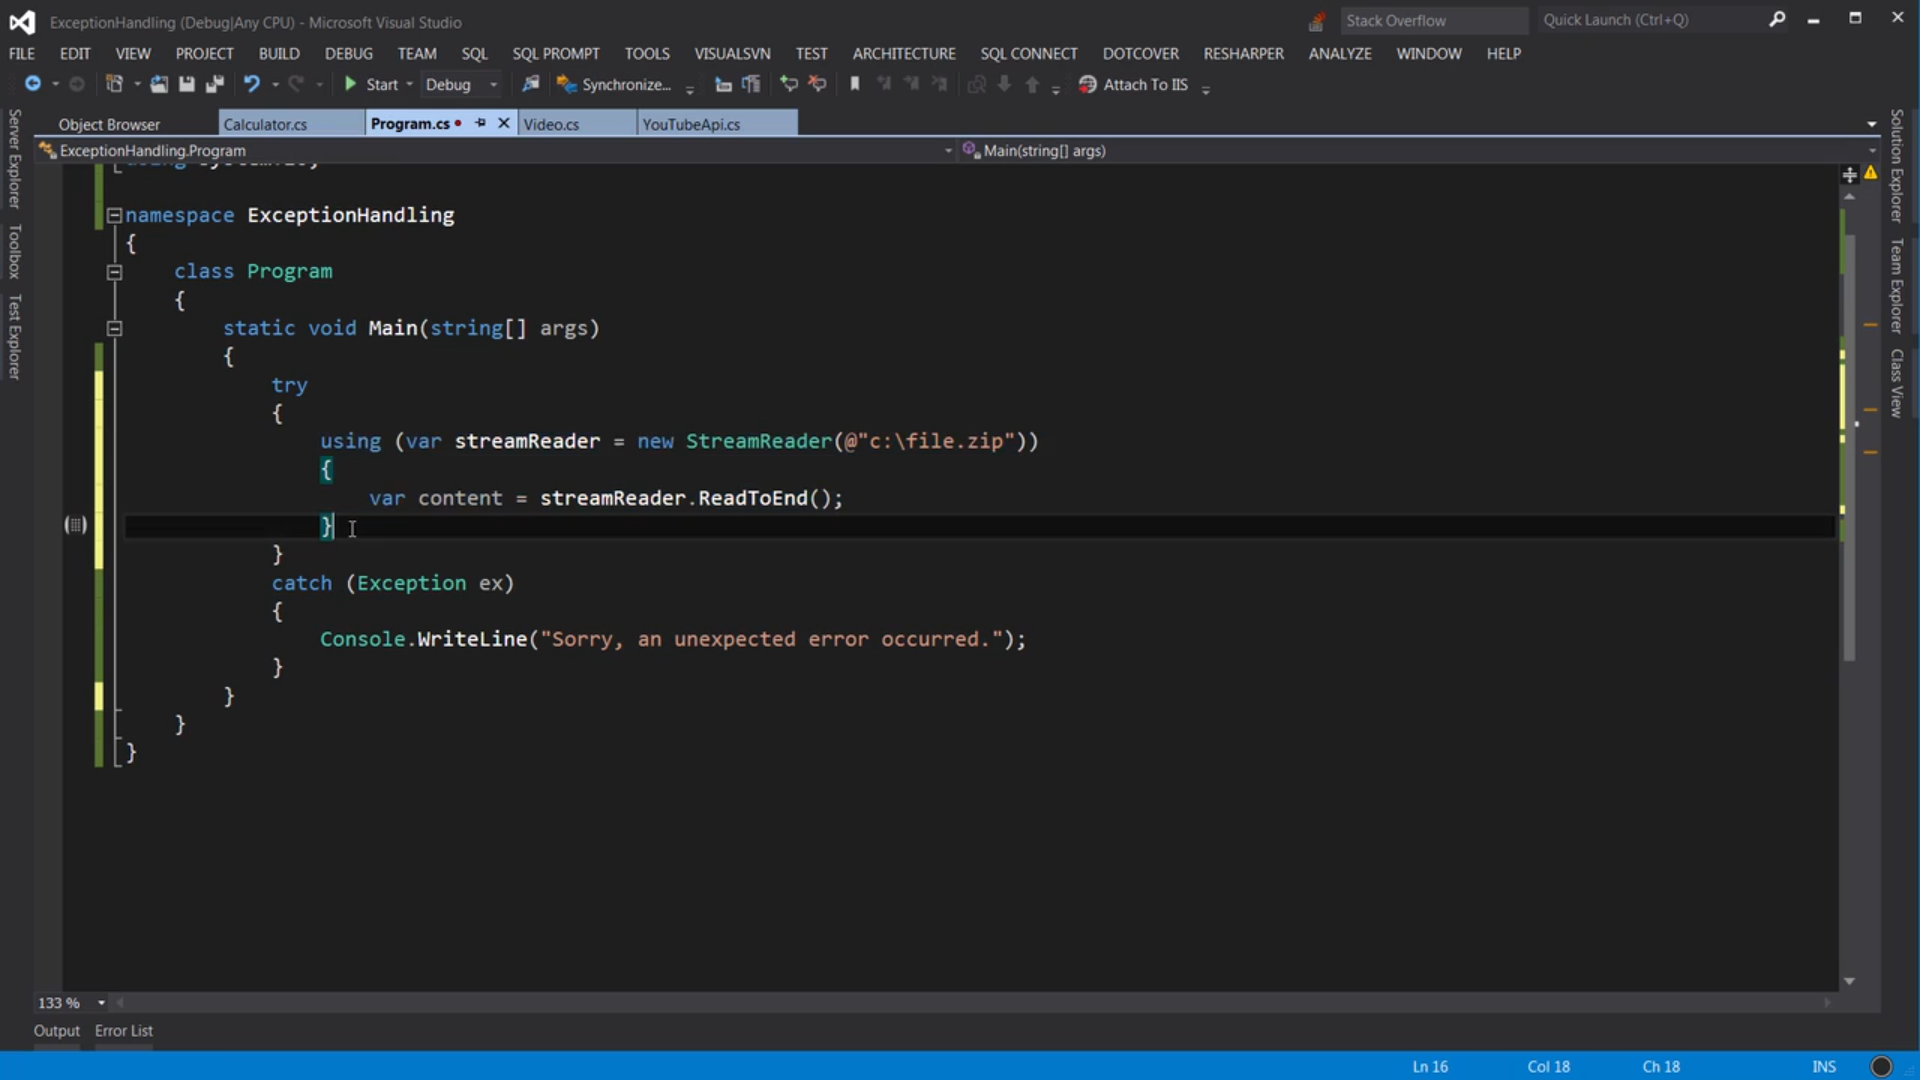 ExceptionHandling (Debug|Any CPU) - Microsoft Visual Studio
Stack Overflow
Quick Launch (Ctrl+Q)
FILE EDIT VIEW PROJECT BUILD DEBUG TEAM SQL SQL PROMPT TOOLS VISUALSVN TEST ARCHITECTURE SQL CONNECT DOTCOVER RESHARPER ANALYZE WINDOW HELP
Start Debug Synchronize... Attach To IIS
Object Browser Calculator.cs Program.cs Video.cs YouTubeApi.cs
ExceptionHandling.Program Main(string[] args)
Server Explorer
Toolbox
Test Explorer
namespace ExceptionHandling
{
class Program
{
static void Main(string[] args)
{
try
{
using (var streamReader = new StreamReader(@"c:\file.zip"))
{
var content = streamReader.ReadToEnd();
}
}
catch (Exception ex)
{
Console.WriteLine("Sorry, an unexpected error occurred.");
}
}
}
}
Solution Explorer
Team Explorer
Class View
133 %
Output Error List
Ln 16 Col 18 Ch 18 INS